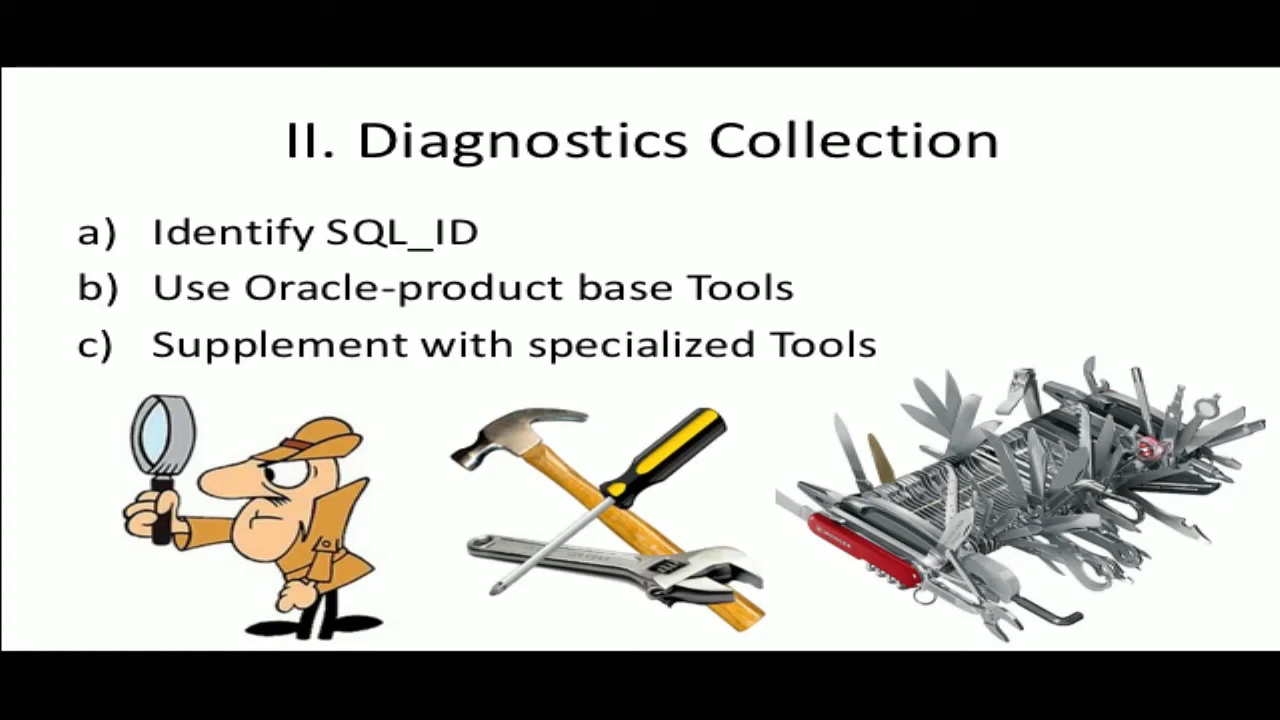 II. Diagnostics Collection
a) Identify SQL_ID
b) Use Oracle-product base Tools
c) Supplement with specialized Tools